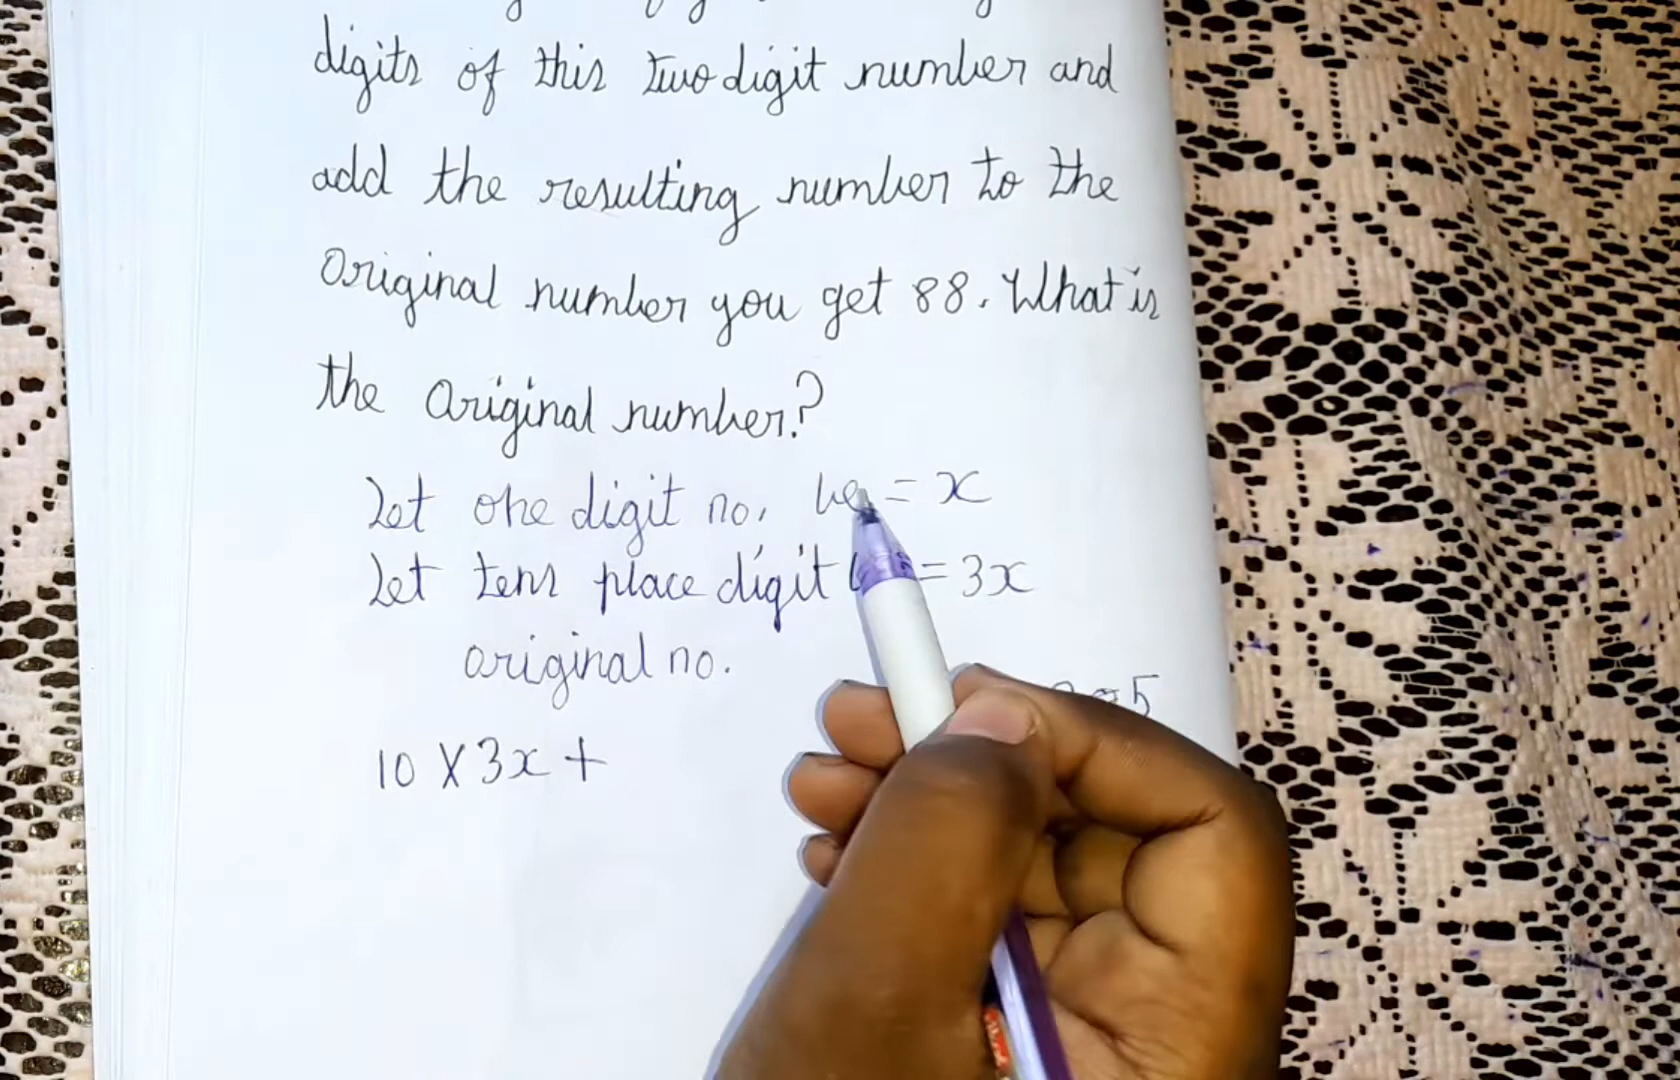 digits of this two digit number and
add the resulting number to the
original number you get 88. What is
the original number?
Let one digit no. be = x
Let tens place digit = 3x
original no.
5
10 X 3x +